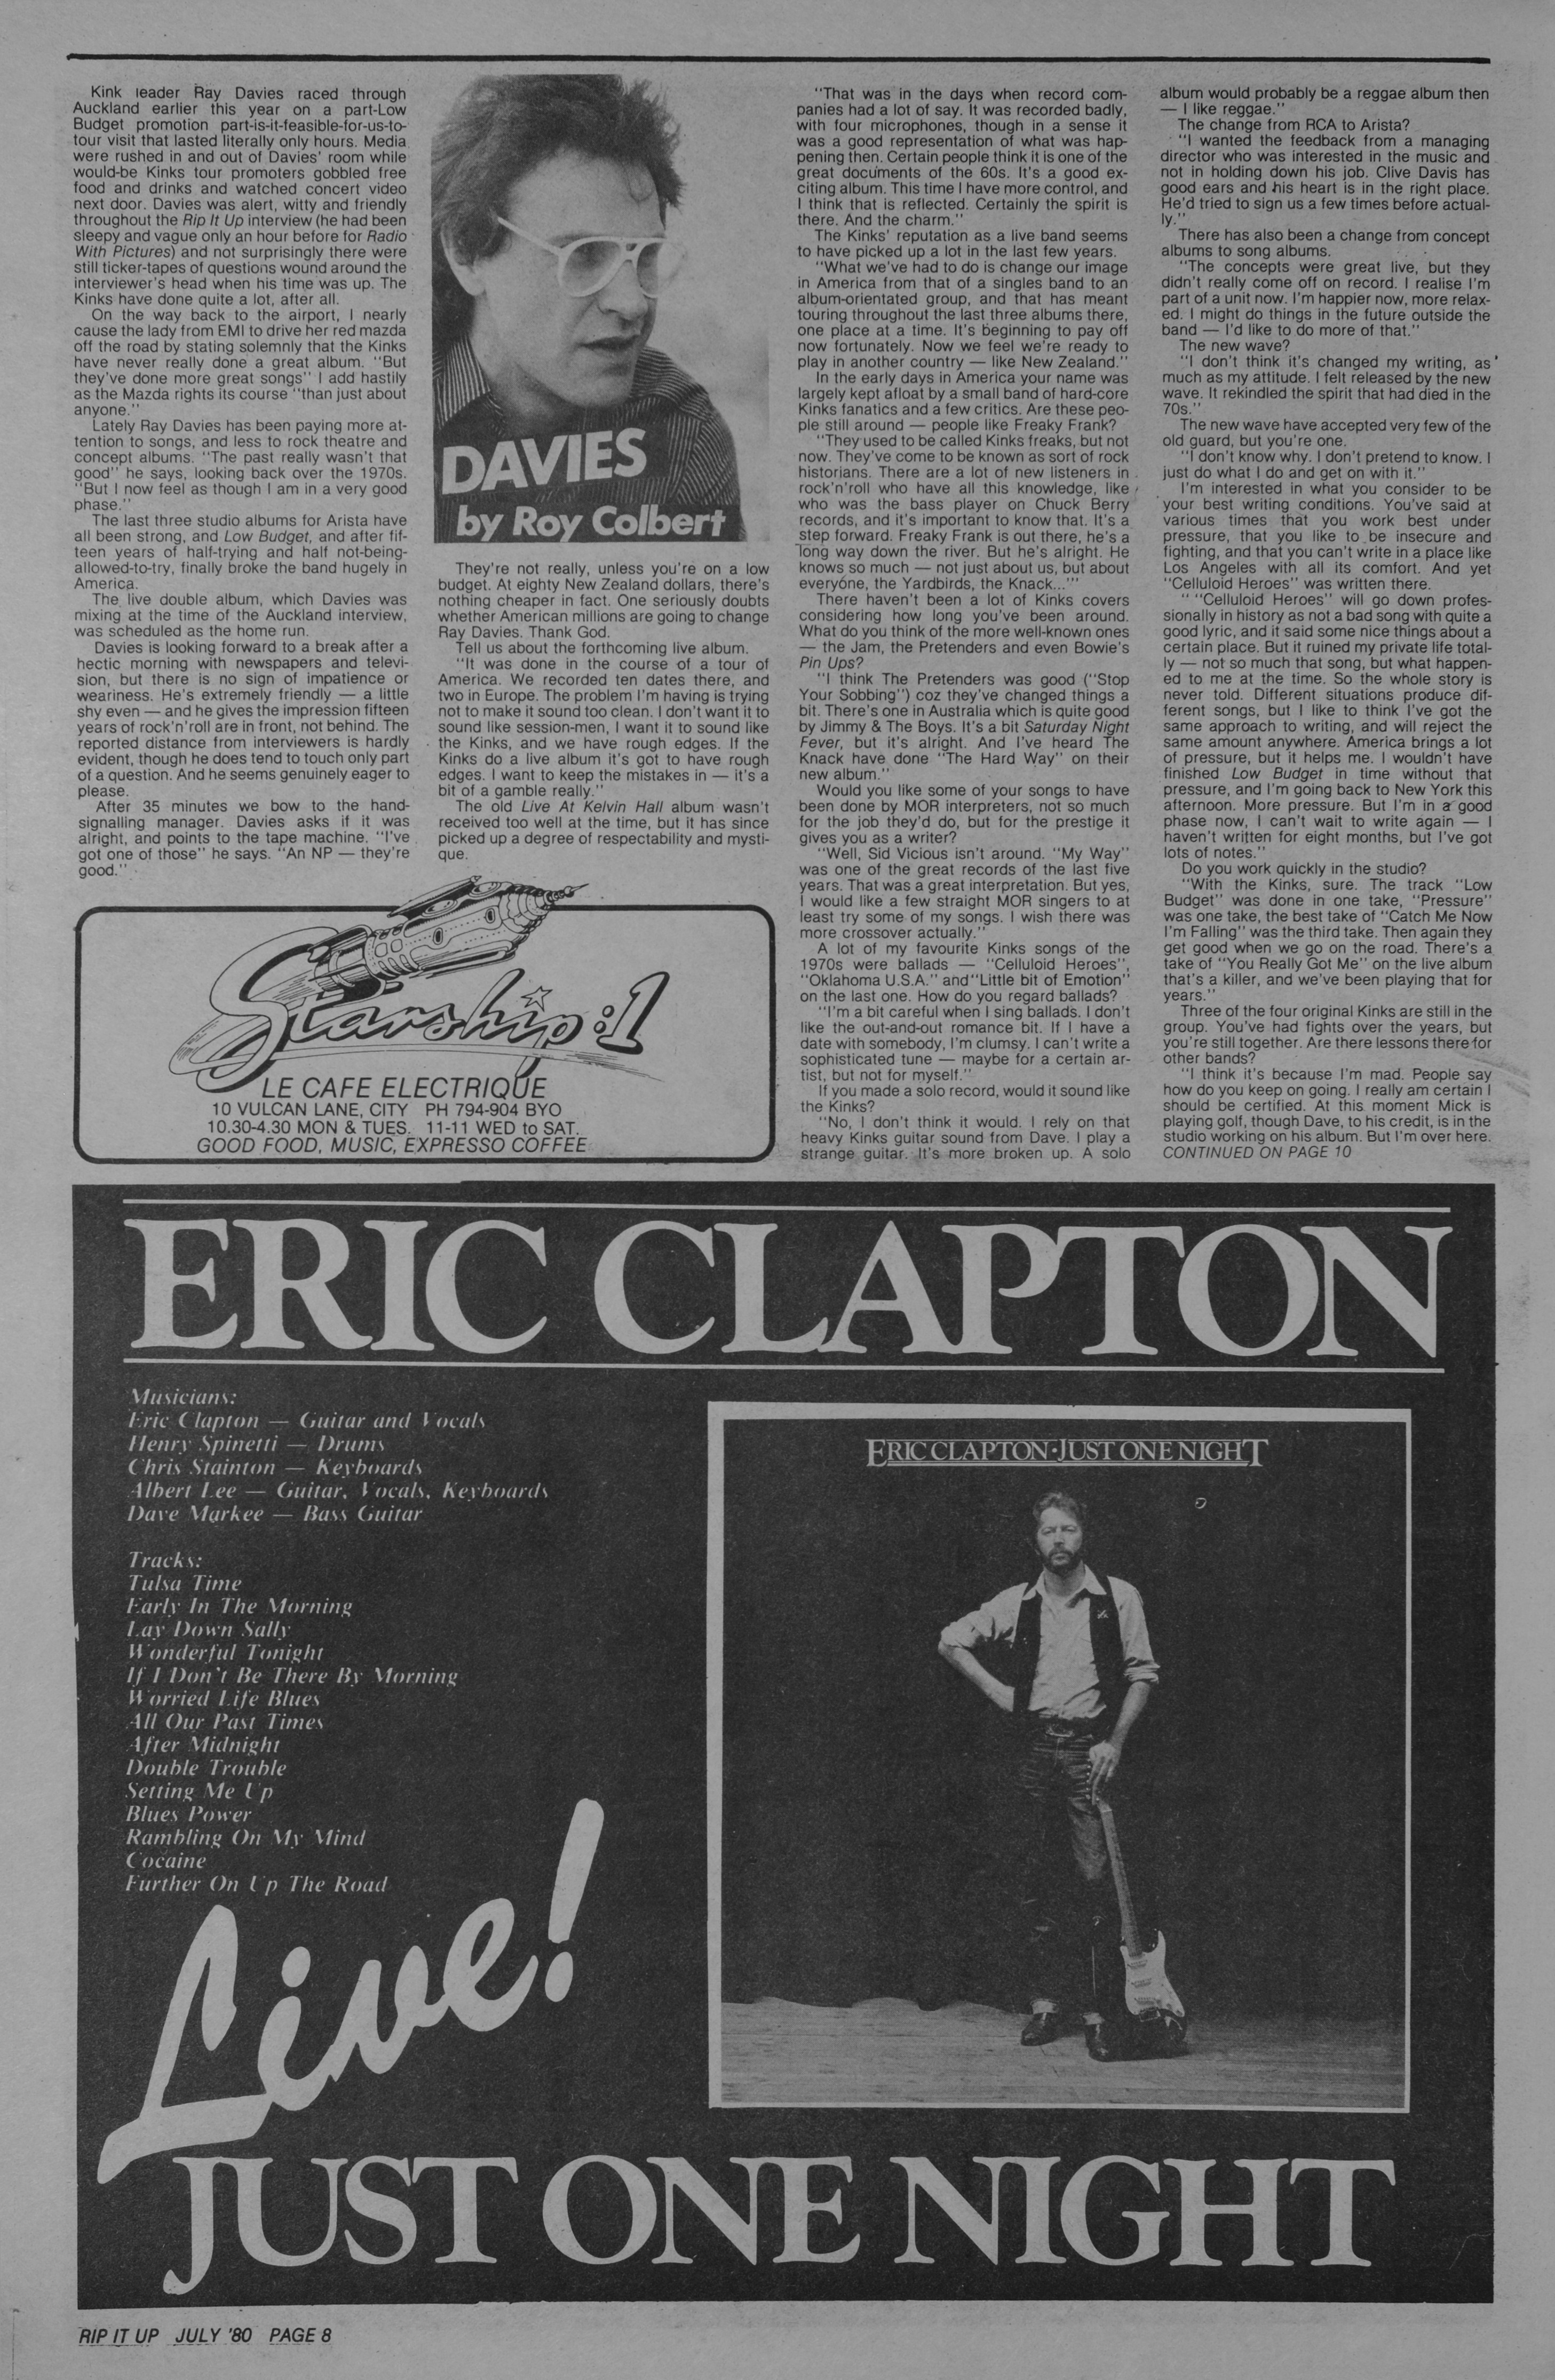 Kink leader Ray Davies raced through
Auckland earlier this year on a part-Low
Budget promotion part-is-it-feasible-for-us-to-
tour visit that lasted literally only hours. Media
were rushed in and out of Davies' room while
would-be Kinks tour promoters gobbled free
food and drinks and watched concert video
next door. Davies was alert, witty and friendly
throughout the Rip It Up interview (he had been
sleepy and vague only an hour before for Radio
With Pictures) and not surprisingly there were
still ticker-tapes of questions wound around the
interviewer's head when his time was up. The
Kinks have done quite a lot, after all.
On the way back to the airport, I nearly
cause the lady from EMI to drive her red mazda
off the road by stating solemnly that the Kinks
have never really done a great album. "But
they've done more great songs" I add hastily
as the Mazda rights its course "than just about
anyone."
Lately Ray Davies has been paying more at-
tention to songs, and less to rock theatre and
concept albums. "The past really wasn't that
good" he says, looking back over the 1970s.
"But I now feel as though I am in a very good
phase."
The last three studio albums for Arista have
all been strong, and Low Budget, and after fif-
teen years of half-trying and half not-being-
allowed-to-try, finally broke the band hugely in
America.
The live double album, which Davies was
mixing at the time of the Auckland interview,
was scheduled as the home run.
Davies is looking forward to a break after a
hectic morning with newspapers and televi-
sion, but there is no sign of impatience or
weariness. He's extremely friendly — a little
shy even — and he gives the impression fifteen
years of rock'n'roll are in front, not behind. The
reported distance from interviewers is hardly
evident, though he does tend to touch only part
of a question. And he seems genuinely eager to
please.
After 35 minutes we bow to the hand-
signalling manager. Davies asks if it was
alright, and points to the tape machine. "I've
got one of those" he says. "An NP — they're
good."
DAVIES
by Roy Colbert
They're not really, unless you're on a low
budget. At eighty New Zealand dollars, there's
nothing cheaper in fact. One seriously doubts
whether American millions are going to change
Ray Davies. Thank God.
Tell us about the forthcoming live album.
"It was done in the course of a tour of
America. We recorded ten dates there, and
two in Europe. The problem I'm having is trying
not to make it sound too clean. I don't want it to
sound like session-men, I want it to sound like
the Kinks, and we have rough edges. If the
Kinks do a live album it's got to have rough
edges. I want to keep the mistakes in — it's a
bit of a gamble really."
The old Live At Kelvin Hall album wasn't
received too well at the time, but it has since
picked up a degree of respectability and mysti-
que.
"That was in the days when record com-
panies had a lot of say. It was recorded badly,
with four microphones, though in a sense it
was a good representation of what was hap-
pening then. Certain people think it is one of the
great documents of the 60s. It's a good ex-
citing album. This time I have more control, and
I think that is reflected. Certainly the spirit is
there. And the charm."
The Kinks' reputation as a live band seems
to have picked up a lot in the last few years.
"What we've had to do is change our image
in America from that of a singles band to an
album-orientated group, and that has meant
touring throughout the last three albums there,
one place at a time. It's beginning to pay off
now fortunately. Now we feel we're ready to
play in another country — like New Zealand."
In the early days in America your name was
largely kept afloat by a small band of hard-core
Kinks fanatics and a few critics. Are these peo-
ple still around — people like Freaky Frank?
"They used to be called Kinks freaks, but not
now. They've come to be known as sort of rock
historians. There are a lot of new listeners in
rock'n'roll who have all this knowledge, like
who was the bass player on Chuck Berry
records, and it's important to know that. It's a
step forward. Freaky Frank is out there, he's a
long way down the river. But he's alright. He
knows so much — not just about us, but about
everyone, the Yardbirds, the Knack..."'
There haven't been a lot of Kinks covers
considering how long you've been around.
What do you think of the more well-known ones
— the Jam, the Pretenders and even Bowie's
Pin Ups?
"I think The Pretenders was good ("Stop
Your Sobbing") coz they've changed things a
bit. There's one in Australia which is quite good
by Jimmy & The Boys. It's a bit Saturday Night
Fever, but it's alright. And I've heard The
Knack have done "The Hard Way" on their
new album."
Would you like some of your songs to have
been done by MOR interpreters, not so much
for the job they'd do, but for the prestige it
gives you as a writer?
"Well, Sid Vicious isn't around. "My Way"
was one of the great records of the last five
years. That was a great interpretation. But yes,
I would like a few straight MOR singers to at
least try some of my songs. I wish there was
more crossover actually."
A lot of my favourite Kinks songs of the
1970s were ballads — "Celluloid Heroes",
"Oklahoma U.S.A." and "Little bit of Emotion"
on the last one. How do you regard ballads?
"I'm a bit careful when I sing ballads. I don't
like the out-and-out romance bit. If I have a
date with somebody, I'm clumsy. I can't write a
sophisticated tune — maybe for a certain ar-
tist, but not for myself."
If you made a solo record, would it sound like
the Kinks?
"No, I don't think it would. I rely on that
heavy Kinks guitar sound from Dave. I play a
strange guitar. It's more broken up. A solo
album would probably be a reggae album then
— I like reggae."
The change from RCA to Arista?
"I wanted the feedback from a managing
director who was interested in the music and
not in holding down his job. Clive Davis has
good ears and his heart is in the right place.
He'd tried to sign us a few times before actual-
ly."
There has also been a change from concept
albums to song albums.
"The concepts were great live, but they
didn't really come off on record. I realise I'm
part of a unit now. I'm happier now, more relax-
ed. I might do things in the future outside the
band — I'd like to do more of that."
The new wave?
"I don't think it's changed my writing, as
much as my attitude. I felt released by the new
wave. It rekindled the spirit that had died in the
70s."
The new wave have accepted very few of the
old guard, but you're one.
"I don't know why. I don't pretend to know. I
just do what I do and get on with it."
I'm interested in what you consider to be
your best writing conditions. You've said at
various times that you work best under
pressure, that you like to be insecure and
fighting, and that you can't write in a place like
Los Angeles with all its comfort. And yet
"Celluloid Heroes" was written there.
" "Celluloid Heroes" will go down profes-
sionally in history as not a bad song with quite a
good lyric, and it said some nice things about a
certain place. But it ruined my private life total-
ly — not so much that song, but what happen-
ed to me at the time. So the whole story is
never told. Different situations produce dif-
ferent songs, but I like to think I've got the
same approach to writing, and will reject the
same amount anywhere. America brings a lot
of pressure, but it helps me. I wouldn't have
finished Low Budget in time without that
pressure, and I'm going back to New York this
afternoon. More pressure. But I'm in a good
phase now, I can't wait to write again — I
haven't written for eight months, but I've got
lots of notes."
Do you work quickly in the studio?
"With the Kinks, sure. The track "Low
Budget" was done in one take, "Pressure"
was one take, the best take of "Catch Me Now
I'm Falling" was the third take. Then again they
get good when we go on the road. There's a
take of "You Really Got Me" on the live album
that's a killer, and we've been playing that for
years."
Three of the four original Kinks are still in the
group. You've had fights over the years, but
you're still together. Are there lessons there for
other bands?
"I think it's because I'm mad. People say
how do you keep on going. I really am certain I
should be certified. At this moment Mick is
playing golf, though Dave, to his credit, is in the
studio working on his album. But I'm over here.
CONTINUED ON PAGE 10
Starship:1
LE CAFE ELECTRIQUE
10 VULCAN LANE, CITY PH 794-904 BYO
10.30-4.30 MON & TUES. 11-11 WED to SAT.
GOOD FOOD, MUSIC, EXPRESSO COFFEE
ERIC CLAPTON
Musicians:
Eric Clapton — Guitar and Vocals
Henry Spinetti — Drums
Chris Stainton — Keyboards
Albert Lee — Guitar, Vocals, Keyboards
Dave Markee — Bass Guitar
Tracks:
Tulsa Time
Early In The Morning
Lay Down Sally
Wonderful Tonight
If I Don't Be There By Morning
Worried Life Blues
All Our Past Times
After Midnight
Double Trouble
Setting Me Up
Blues Power
Rambling On My Mind
Cocaine
Further On Up The Road
ERIC CLAPTON·JUST ONE NIGHT
Live!
JUST ONE NIGHT
RIP IT UP JULY '80 PAGE 8